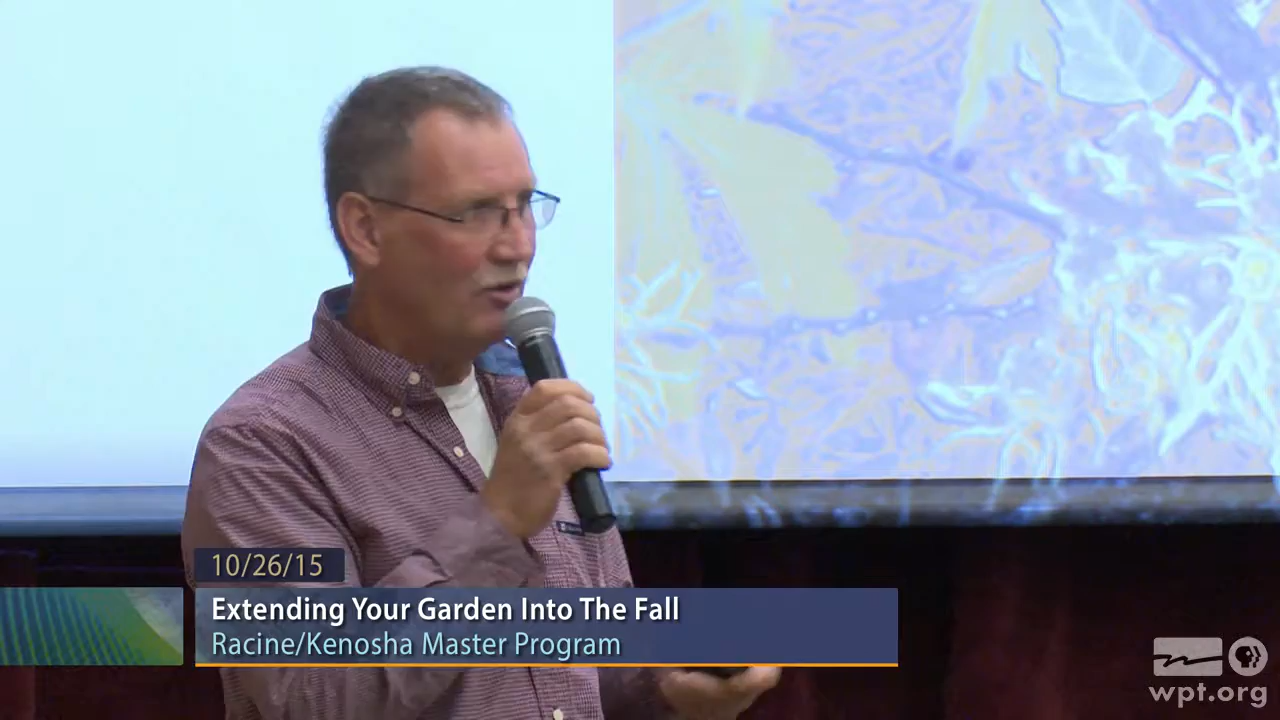 10/26/15
Extending Your Garden Into The Fall
Racine/Kenosha Master Program
wpt.org